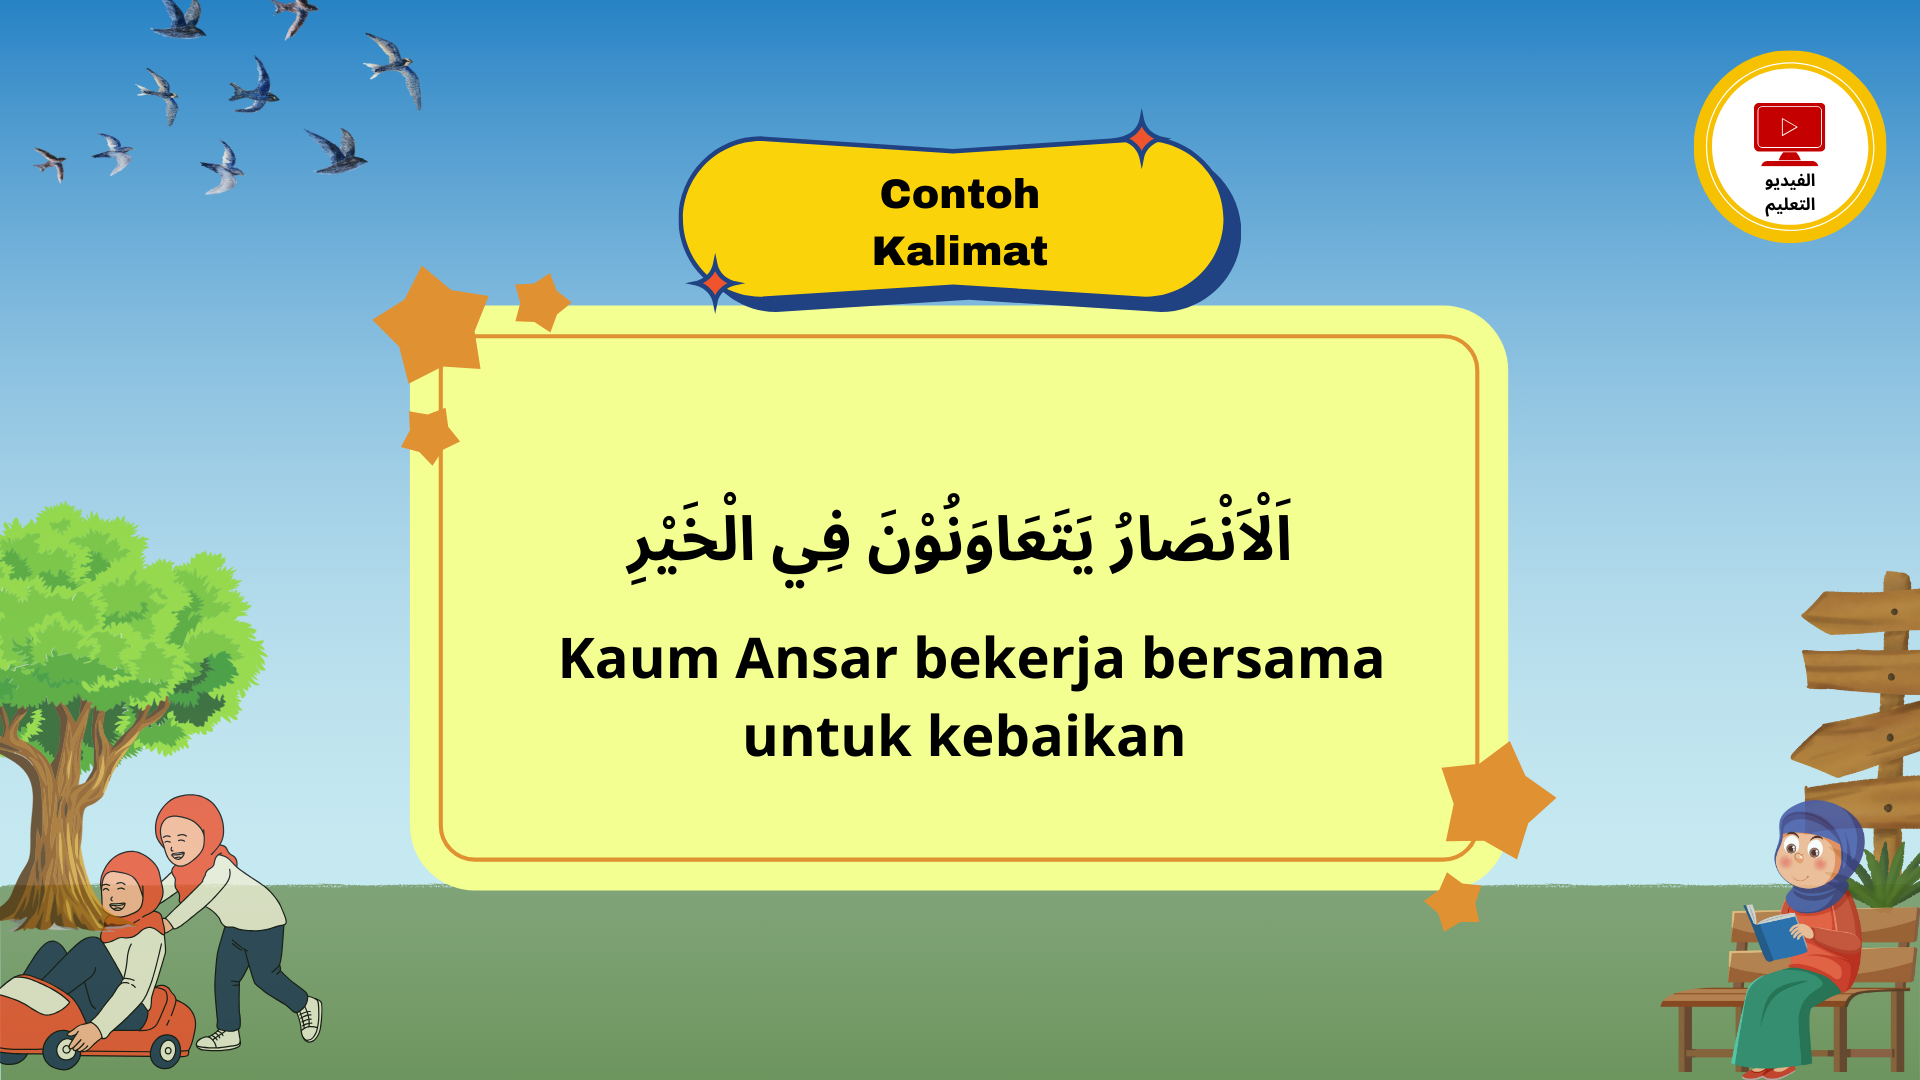 Contoh
Kalimat
الفيديو
التعليم
اَلْاَنْصَارُ يَتَعَاوَنُوْنَ فِي الْخَيْرِ
Kaum Ansar bekerja bersama
untuk kebaikan